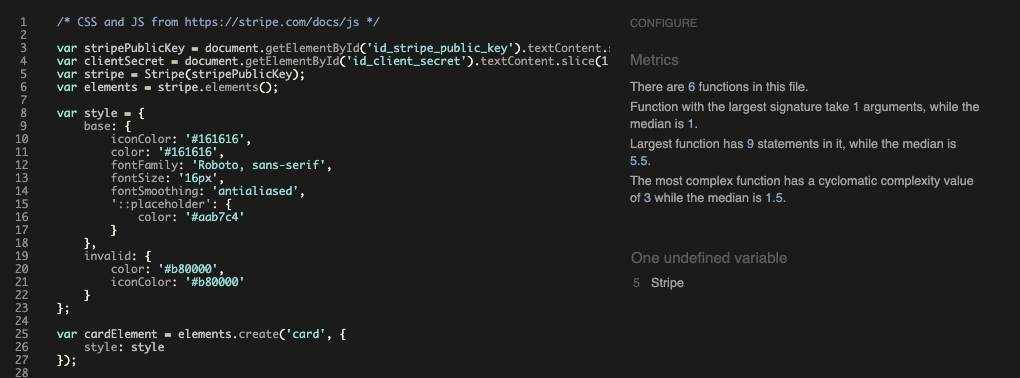 1 /* CSS and JS from https://stripe.com/docs/js */
2
3 var stripePublicKey = document.getElementById('id_stripe_public_key').textContent.
4 var clientSecret = document.getElementById('id_client_secret').textContent.slice(1
5 var stripe = Stripe(stripePublicKey);
6 var elements = stripe.elements();
7
8 var style = {
9 base: {
10 iconColor: '#161616',
11 color: '#161616',
12 fontFamily: 'Roboto, sans-serif',
13 fontSize: '16px',
14 fontSmoothing: 'antialiased',
15 '::placeholder': {
16 color: '#aab7c4'
17 }
18 },
19 invalid: {
20 color: '#b80000',
21 iconColor: '#b80000'
22 }
23 };
24
25 var cardElement = elements.create('card', {
26 style: style
27 });
28
CONFIGURE
Metrics
There are 6 functions in this file.
Function with the largest signature take 1 arguments, while the
median is 1.
Largest function has 9 statements in it, while the median is
5.5.
The most complex function has a cyclomatic complexity value
of 3 while the median is 1.5.
One undefined variable
5 Stripe